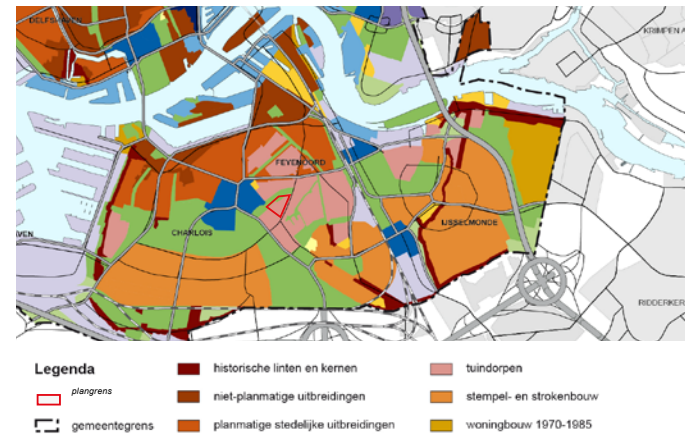 DELFSHAVEN
KRIMPEN A
FEYENOORD
CHARLOIS
IJSSELMONDE
AVEN
RIDDERKER
Legenda
plangrens
gemeentegrens
historische linten en kernen
niet-planmatige uitbreidingen
planmatige stedelijke uitbreidingen
tuindorpen
stempel- en strokenbouw
woningbouw 1970-1985